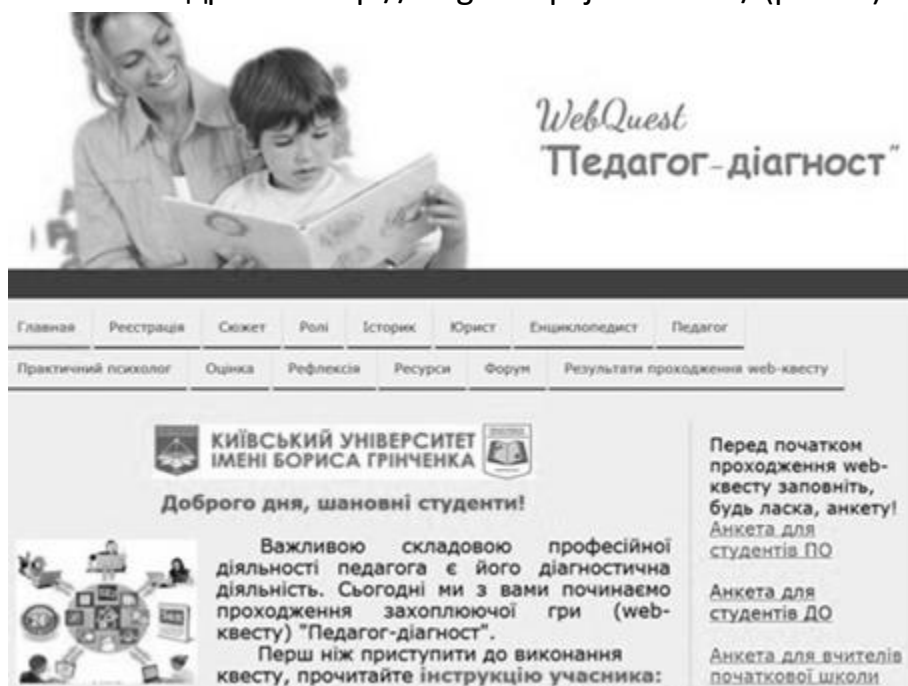 WebQuest
"Педагог-діагност"
Главная Реєстрація Сюжет Ролі Історик Юрист Енциклопедист Педагог
Практичний психолог Оцінка Рефлексія Ресурси Форум Результати проходження web-квесту
КИЇВСЬКИЙ УНІВЕРСИТЕТ
ІМЕНІ БОРИСА ГРІНЧЕНКА
Доброго дня, шановні студенти!
Важливою складовою професійної
діяльності педагога є його діагностична
діяльність. Сьогодні ми з вами починаємо
проходження захоплюючої гри (web-
квесту) "Педагог-діагност".
Перш ніж приступити до виконання
квесту, прочитайте інструкцію учасника:
Перед початком
проходження web-
квесту заповніть,
будь ласка, анкету!
Анкета для
студентів ПО
Анкета для
студентів ДО
Анкета для вчителів
початкової школи